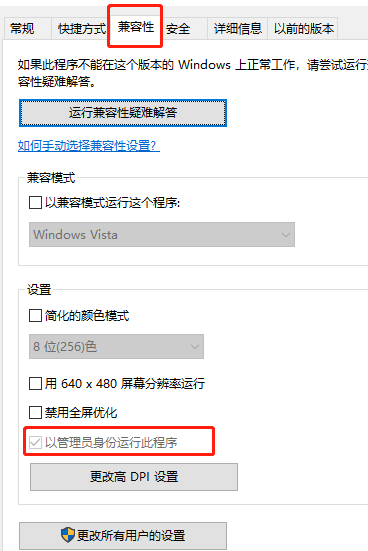 常规 快捷方式 兼容性 安全 详细信息 以前的版本
如果此程序不能在这个版本的 Windows 上正常工作，请尝试运行
容性疑难解答。
运行兼容性疑难解答
如何手动选择兼容性设置?
兼容模式
以兼容模式运行这个程序:
Windows Vista
设置
简化的颜色模式
8 位(256)色
用 640 x 480 屏幕分辨率运行
禁用全屏优化
以管理员身份运行此程序
更改高 DPI 设置
更改所有用户的设置